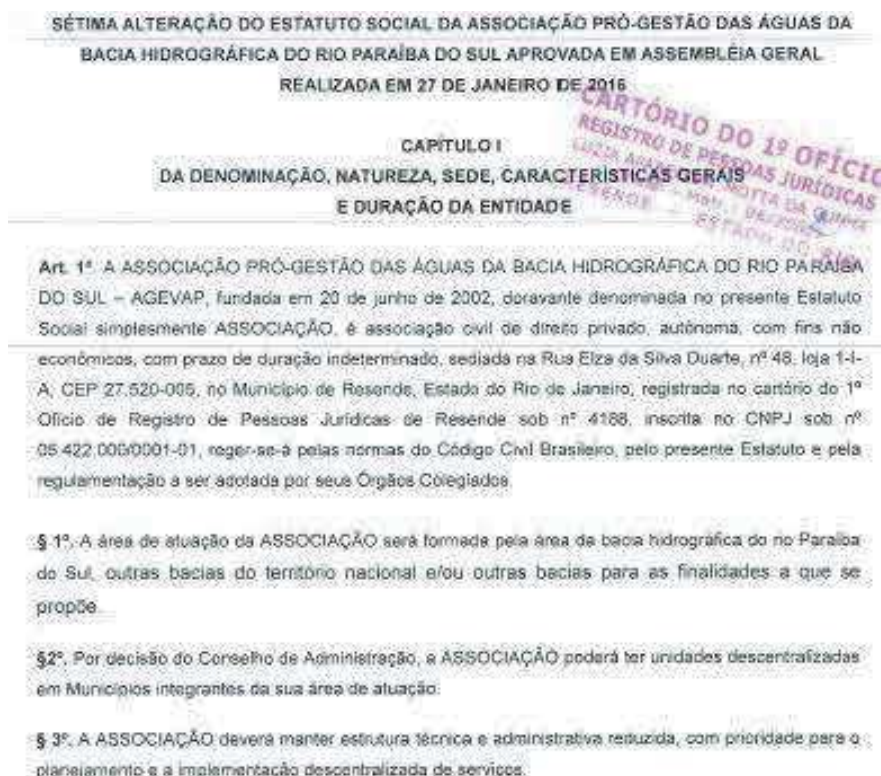 SÉTIMA ALTERAÇÃO DO ESTATUTO SOCIAL DA ASSOCIAÇÃO PRÓ-GESTÃO DAS ÁGUAS DA
BACIA HIDROGRÁFICA DO RIO PARAÍBA DO SUL APROVADA EM ASSEMBLÉIA GERAL
REALIZADA EM 27 DE JANEIRO DE 2016
CARTÓRIO DO 1º OFÍCIO
REGISTRO DE PESSOAS JURÍDICAS
CAPÍTULO I
DA DENOMINAÇÃO, NATUREZA, SEDE, CARACTERÍSTICAS GERAIS
E DURAÇÃO DA ENTIDADE
Art. 1º A ASSOCIAÇÃO PRÓ-GESTÃO DAS ÁGUAS DA BACIA HIDROGRÁFICA DO RIO PARAÍBA
DO SUL – AGEVAP, fundada em 20 de junho de 2002, doravante denominada no presente Estatuto
Social simplesmente ASSOCIAÇÃO, é associação civil de direito privado, autônoma, com fins não
econômicos, com prazo de duração indeterminado, sediada na Rua Elza da Silva Duarte, nº 48, loja 1-I-
A, CEP 27.520-005, no Município de Resende, Estado do Rio de Janeiro, registrada no cartório do 1º
Ofício de Registro de Pessoas Jurídicas de Resende sob nº 4188, inscrita no CNPJ sob nº
05.422.000/0001-01, reger-se-á pelas normas do Código Civil Brasileiro, pelo presente Estatuto e pela
regulamentação a ser adotada por seus Órgãos Colegiados.
§ 1º. A área de atuação da ASSOCIAÇÃO será formada pela área da bacia hidrográfica do rio Paraíba
do Sul, outras bacias do território nacional e/ou outras bacias para as finalidades a que se
propõe.
§2º. Por decisão do Conselho de Administração, a ASSOCIAÇÃO poderá ter unidades descentralizadas
em Municípios integrantes da sua área de atuação.
§ 3º. A ASSOCIAÇÃO deverá manter estrutura técnica e administrativa reduzida, com prioridade para o
planejamento e a implementação descentralizada de serviços.